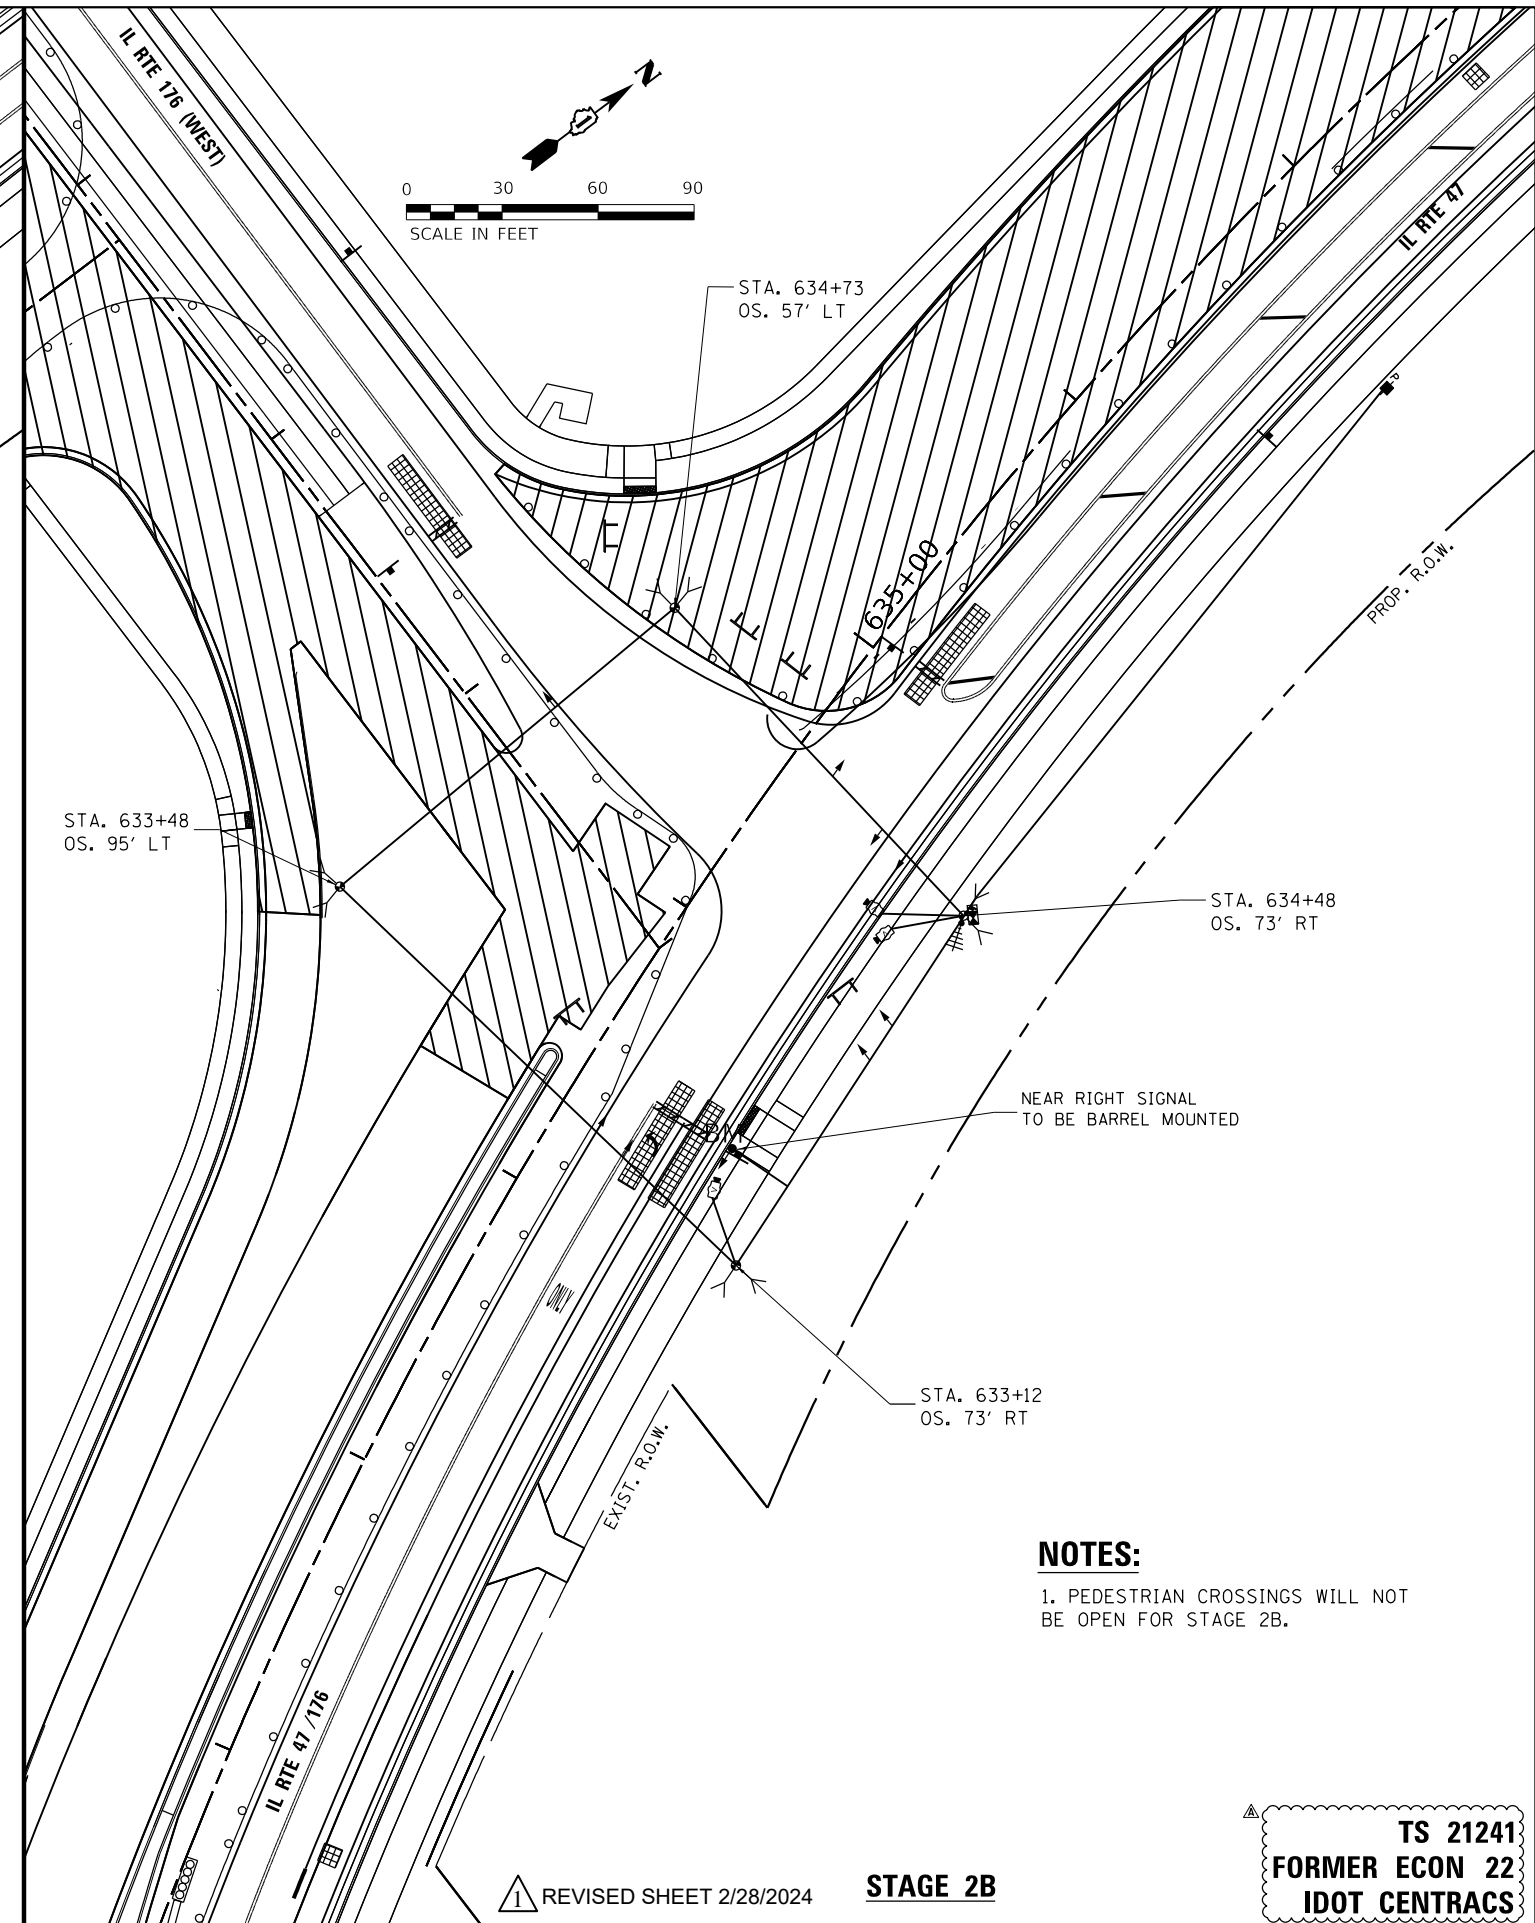 IL RTE 176 (WEST)
N
1
0 30 60 90
SCALE IN FEET
IL RTE 47
STA. 634+73
OS. 57' LT
P
L 635+00
PROP. R.O.W.
STA. 633+48
OS. 95' LT
STA. 634+48
OS. 73' RT
NEAR RIGHT SIGNAL
TO BE BARREL MOUNTED
BM
ONLY
STA. 633+12
OS. 73' RT
EXIST. R.O.W.
NOTES:
1. PEDESTRIAN CROSSINGS WILL NOT
BE OPEN FOR STAGE 2B.
IL RTE 47 /176
A
TS 21241
FORMER ECON 22
IDOT CENTRACS
1 REVISED SHEET 2/28/2024
STAGE 2B